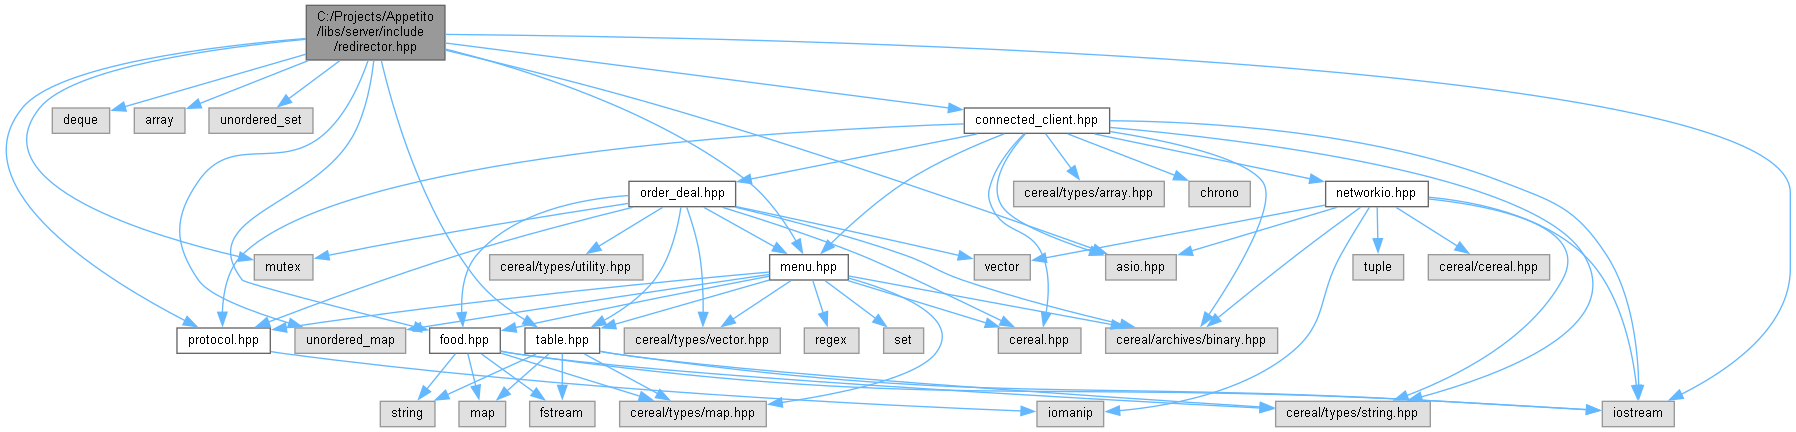 C:/Projects/Appetito
/libs/server/include
/redirector.hpp
deque
array
unordered_set
connected_client.hpp
order_deal.hpp
cereal/types/array.hpp
chrono
networkio.hpp
mutex
cereal/types/utility.hpp
menu.hpp
vector
asio.hpp
tuple
cereal/cereal.hpp
protocol.hpp
unordered_map
food.hpp
table.hpp
cereal/types/vector.hpp
regex
set
cereal.hpp
cereal/archives/binary.hpp
string
map
fstream
cereal/types/map.hpp
iomanip
cereal/types/string.hpp
iostream